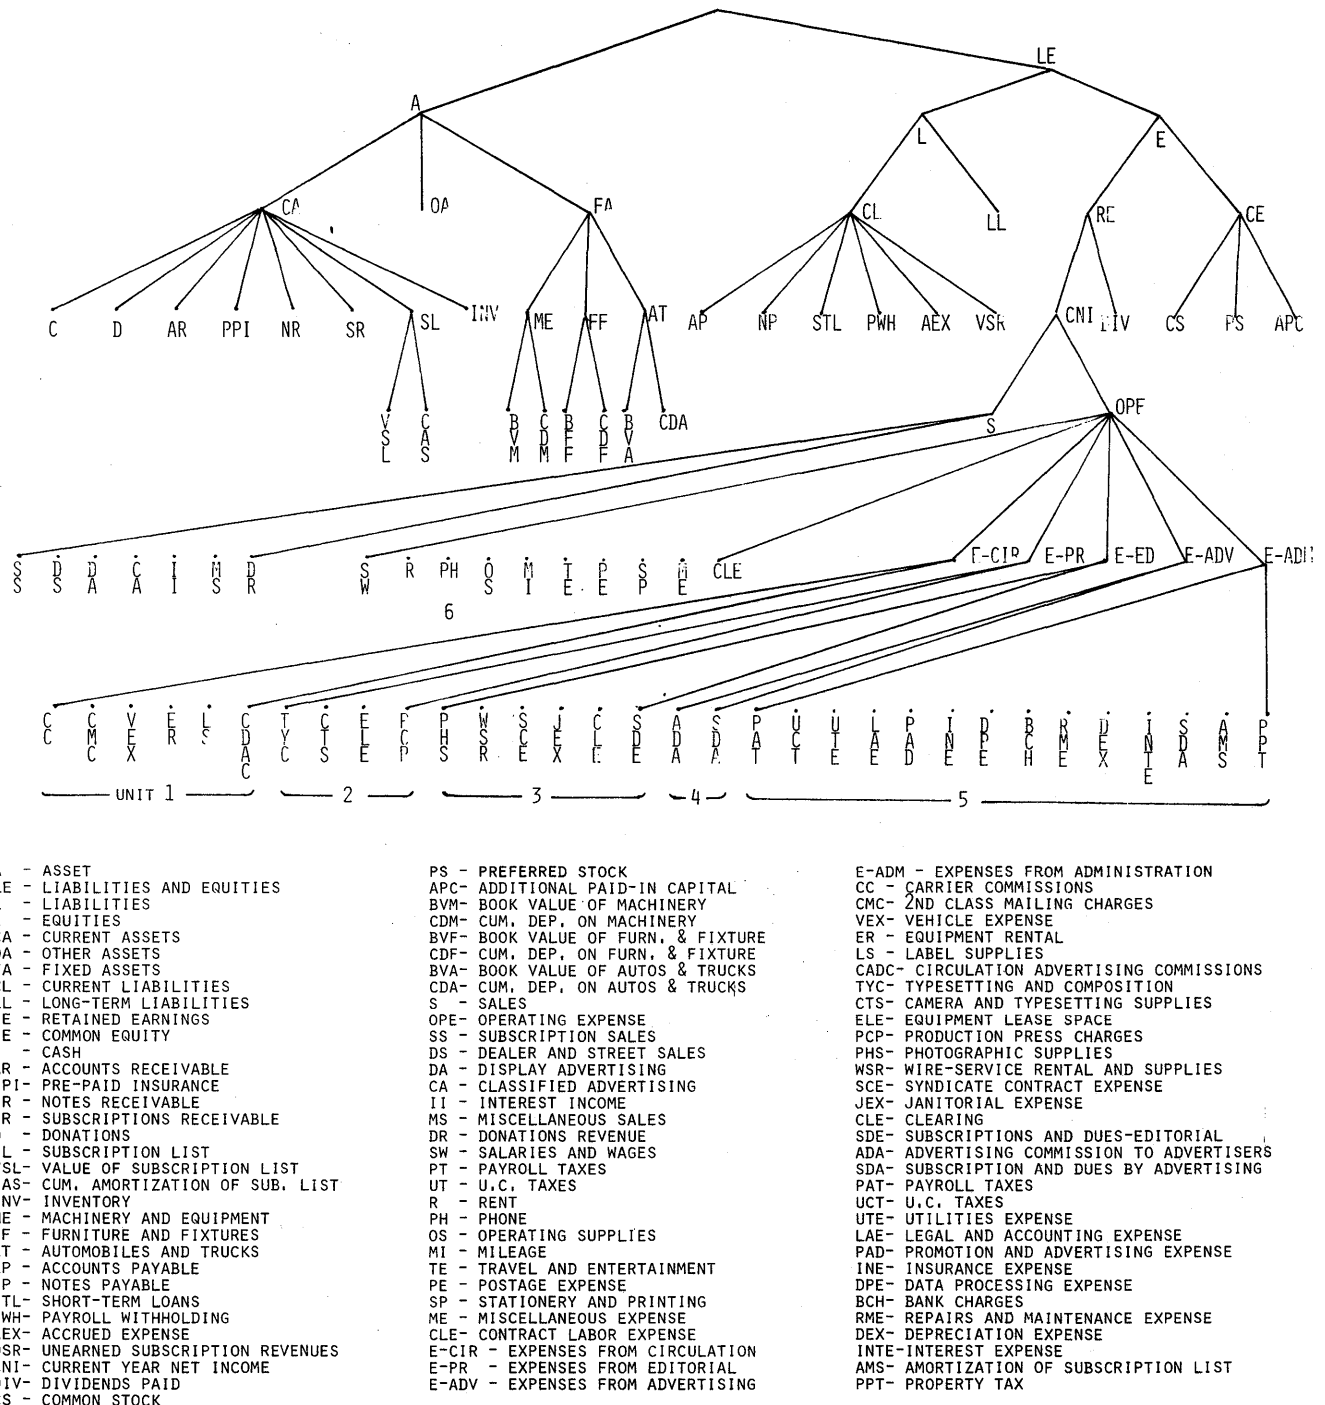 LE
A
L
E
CA
OA
FA
CL
LL
RE
CE
C D AR PPI NR SR SL INV ME FF AT AP NP STL PWH AEX VSR CNI DIV CS PS APC
VSL CAS BVM CDM BFF CDF BVA CDA
S
OPE
SS DS DA CA II MS DR SW R PH OS MI TE PE SP ME CLE E-CIR E-PR E-ED E-ADV E-ADM
6
CC CMC VEX ER LS CDAC TYC CTS ELE FCP PHS WSR SCE JEX CLE SDE ADA SDA PAT UCT UTE LAE PAD INE DPE BCH RME DEX INTE SDA AMS PPT
UNIT 1 2 3 4 5
- ASSET
E - LIABILITIES AND EQUITIES
- LIABILITIES
- EQUITIES
CA - CURRENT ASSETS
OA - OTHER ASSETS
FA - FIXED ASSETS
CL - CURRENT LIABILITIES
LL - LONG-TERM LIABILITIES
E - RETAINED EARNINGS
E - COMMON EQUITY
- CASH
R - ACCOUNTS RECEIVABLE
PI- PRE-PAID INSURANCE
R - NOTES RECEIVABLE
R - SUBSCRIPTIONS RECEIVABLE
- DONATIONS
L - SUBSCRIPTION LIST
SL- VALUE OF SUBSCRIPTION LIST
AS- CUM. AMORTIZATION OF SUB. LIST
NV- INVENTORY
E - MACHINERY AND EQUIPMENT
F - FURNITURE AND FIXTURES
T - AUTOMOBILES AND TRUCKS
P - ACCOUNTS PAYABLE
P - NOTES PAYABLE
TL- SHORT-TERM LOANS
WH- PAYROLL WITHHOLDING
EX- ACCRUED EXPENSE
SR- UNEARNED SUBSCRIPTION REVENUES
NI- CURRENT YEAR NET INCOME
IV- DIVIDENDS PAID
S - COMMON STOCK
PS - PREFERRED STOCK
APC- ADDITIONAL PAID-IN CAPITAL
BVM- BOOK VALUE OF MACHINERY
CDM- CUM. DEP. ON MACHINERY
BVF- BOOK VALUE OF FURN. & FIXTURE
CDF- CUM. DEP. ON FURN. & FIXTURE
BVA- BOOK VALUE OF AUTOS & TRUCKS
CDA- CUM. DEP. ON AUTOS & TRUCKS
S - SALES
OPE- OPERATING EXPENSE
SS - SUBSCRIPTION SALES
DS - DEALER AND STREET SALES
DA - DISPLAY ADVERTISING
CA - CLASSIFIED ADVERTISING
II - INTEREST INCOME
MS - MISCELLANEOUS SALES
DR - DONATIONS REVENUE
SW - SALARIES AND WAGES
PT - PAYROLL TAXES
UT - U.C. TAXES
R - RENT
PH - PHONE
OS - OPERATING SUPPLIES
MI - MILEAGE
TE - TRAVEL AND ENTERTAINMENT
PE - POSTAGE EXPENSE
SP - STATIONERY AND PRINTING
ME - MISCELLANEOUS EXPENSE
CLE- CONTRACT LABOR EXPENSE
E-CIR - EXPENSES FROM CIRCULATION
E-PR - EXPENSES FROM EDITORIAL
E-ADV - EXPENSES FROM ADVERTISING
E-ADM - EXPENSES FROM ADMINISTRATION
CC - CARRIER COMMISSIONS
CMC- 2ND CLASS MAILING CHARGES
VEX- VEHICLE EXPENSE
ER - EQUIPMENT RENTAL
LS - LABEL SUPPLIES
CADC- CIRCULATION ADVERTISING COMMISSIONS
TYC- TYPESETTING AND COMPOSITION
CTS- CAMERA AND TYPESETTING SUPPLIES
ELE- EQUIPMENT LEASE SPACE
PCP- PRODUCTION PRESS CHARGES
PHS- PHOTOGRAPHIC SUPPLIES
WSR- WIRE-SERVICE RENTAL AND SUPPLIES
SCE- SYNDICATE CONTRACT EXPENSE
JEX- JANITORIAL EXPENSE
CLE- CLEARING
SDE- SUBSCRIPTIONS AND DUES-EDITORIAL
ADA- ADVERTISING COMMISSION TO ADVERTISERS
SDA- SUBSCRIPTION AND DUES BY ADVERTISING
PAT- PAYROLL TAXES
UCT- U.C. TAXES
UTE- UTILITIES EXPENSE
LAE- LEGAL AND ACCOUNTING EXPENSE
PAD- PROMOTION AND ADVERTISING EXPENSE
INE- INSURANCE EXPENSE
DPE- DATA PROCESSING EXPENSE
BCH- BANK CHARGES
RME- REPAIRS AND MAINTENANCE EXPENSE
DEX- DEPRECIATION EXPENSE
INTE-INTEREST EXPENSE
AMS- AMORTIZATION OF SUBSCRIPTION LIST
PPT- PROPERTY TAX